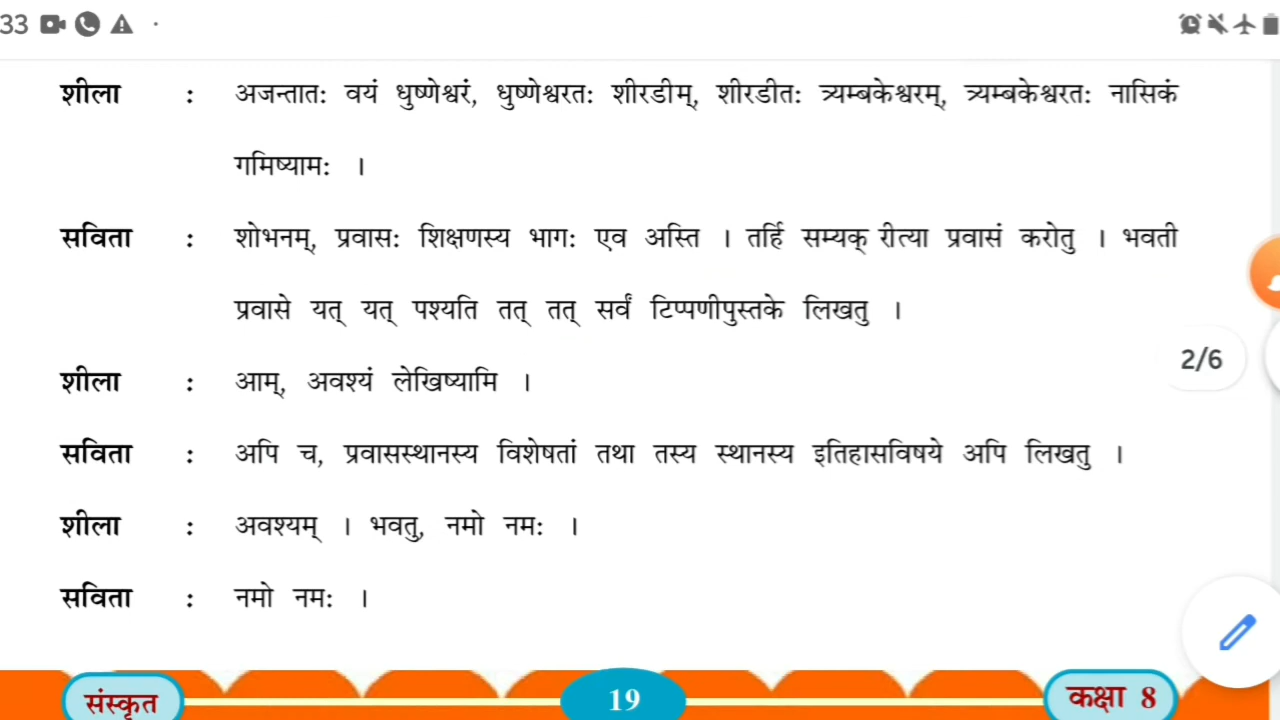 33
शीला : अजन्तातः वयं धुष्णेश्वरं, धुष्णेश्वरतः शीरडीम्, शीरडीतः त्र्यम्बकेश्वरम्, त्र्यम्बकेश्वरतः नासिकं
गमिष्यामः ।
सविता : शोभनम्, प्रवासः शिक्षणस्य भागः एव अस्ति । तर्हि सम्यक् रीत्या प्रवासं करोतु । भवती
प्रवासे यत् यत् पश्यति तत् तत् सर्वं टिप्पणीपुस्तके लिखतु ।
2/6
शीला : आम्, अवश्यं लेखिष्यामि ।
सविता : अपि च, प्रवासस्थानस्य विशेषतां तथा तस्य स्थानस्य इतिहासविषये अपि लिखतु ।
शीला : अवश्यम् । भवतु, नमो नमः ।
सविता : नमो नमः ।
संस्कृत 19 कक्षा 8